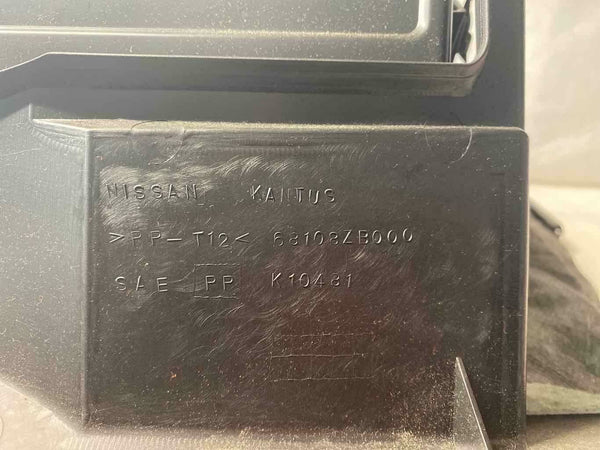 NISSAN KANTUS
>PP-T12< 68108ZB000
SAE PP K10481